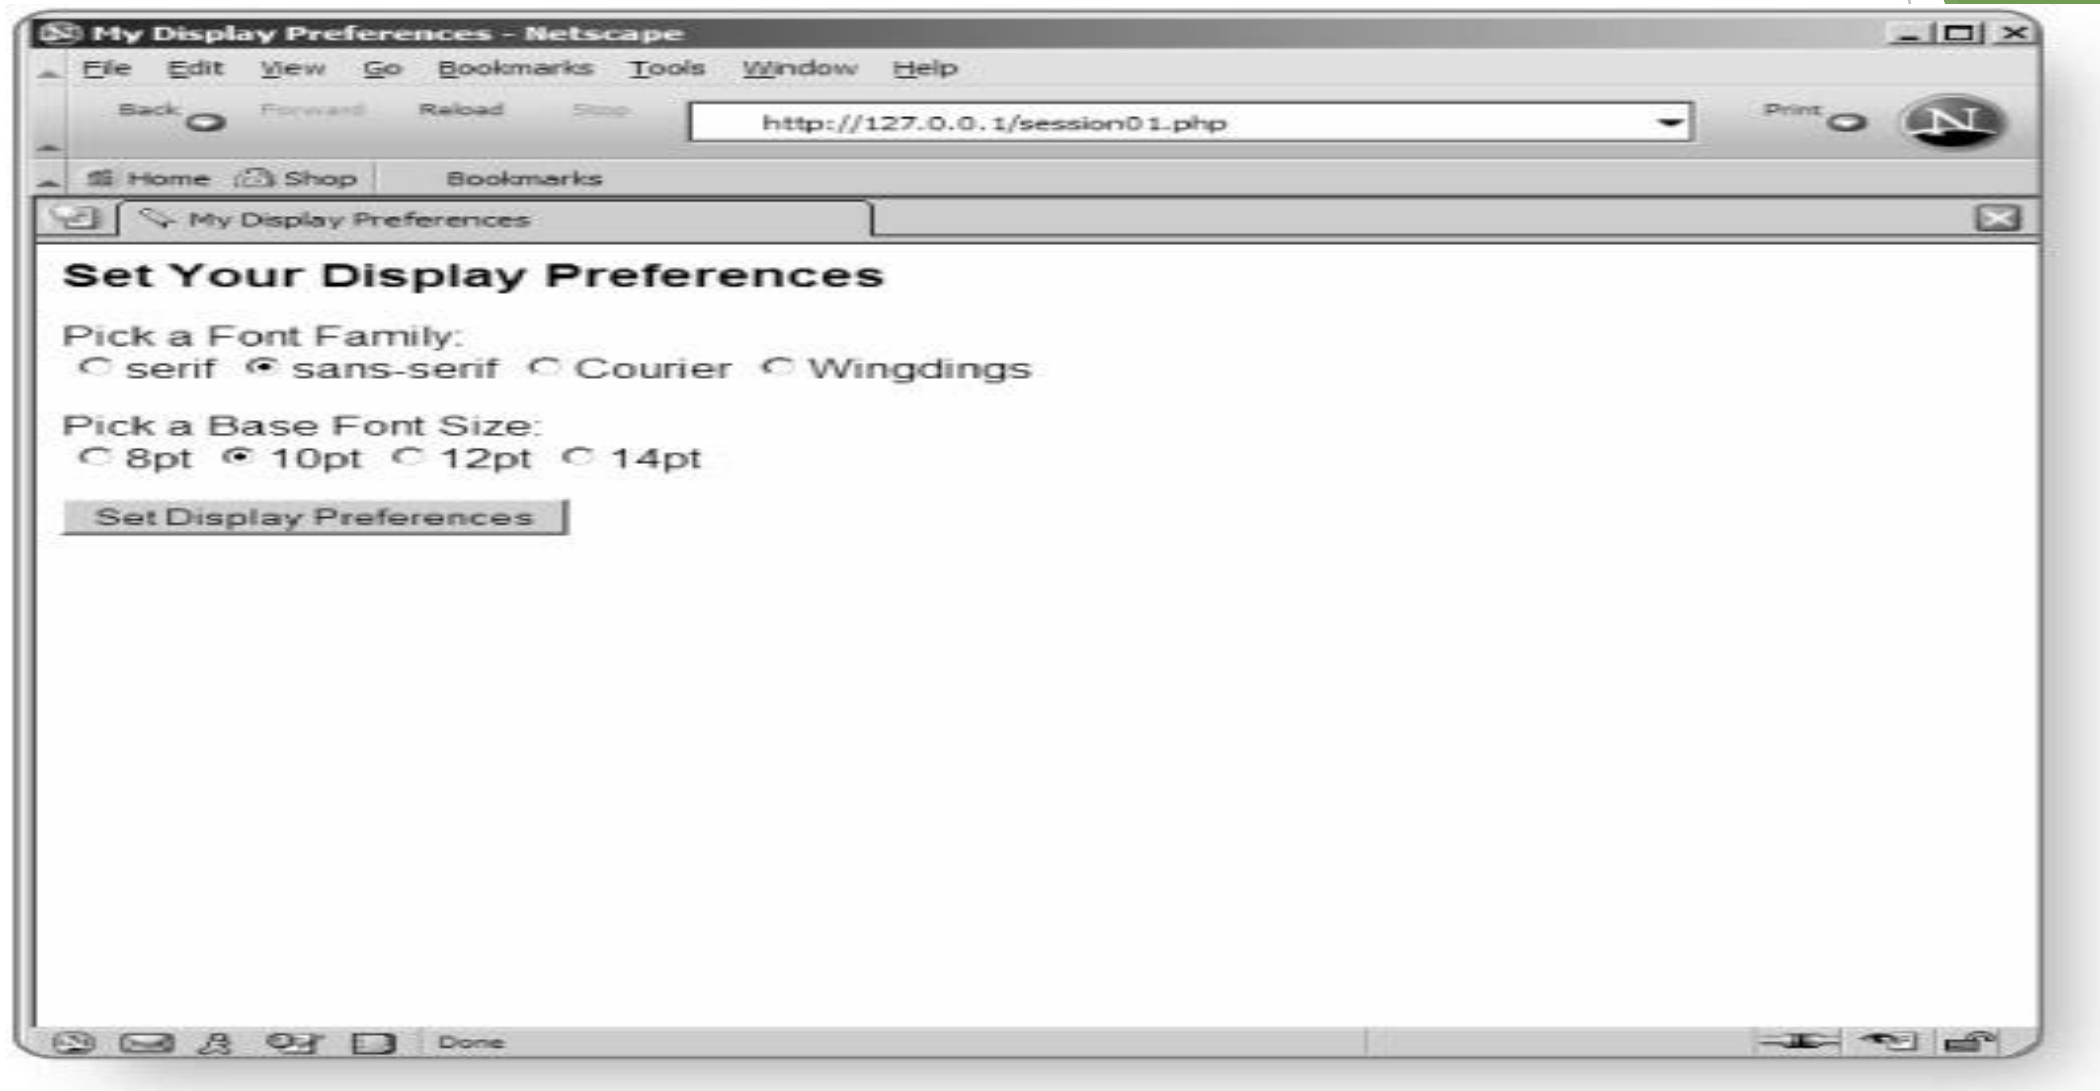 My Display Preferences - Netscape
File Edit View Go Bookmarks Tools Window Help
Back Forward Reload Stop http://127.0.0.1/session01.php Print N
Home Shop Bookmarks
My Display Preferences
Set Your Display Preferences
Pick a Font Family:
serif sans-serif Courier Wingdings
Pick a Base Font Size:
8pt 10pt 12pt 14pt
Set Display Preferences
Done